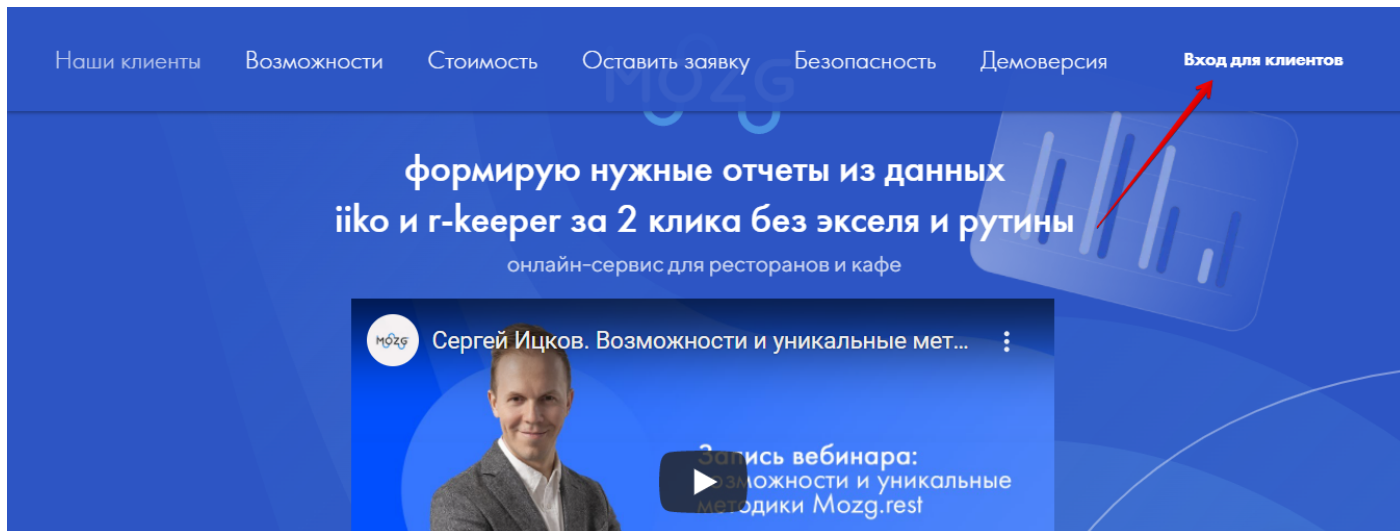 Наши клиенты Возможности Стоимость Оставить заявку Безопасность Демоверсия Вход для клиентов
MOZG
формирую нужные отчеты из данных
iiko и r-keeper за 2 клика без экселя и рутины
онлайн-сервис для ресторанов и кафе
MOZG Сергей Ицков. Возможности и уникальные мет...
Запись вебинара:
возможности и уникальные
методики Mozg.rest